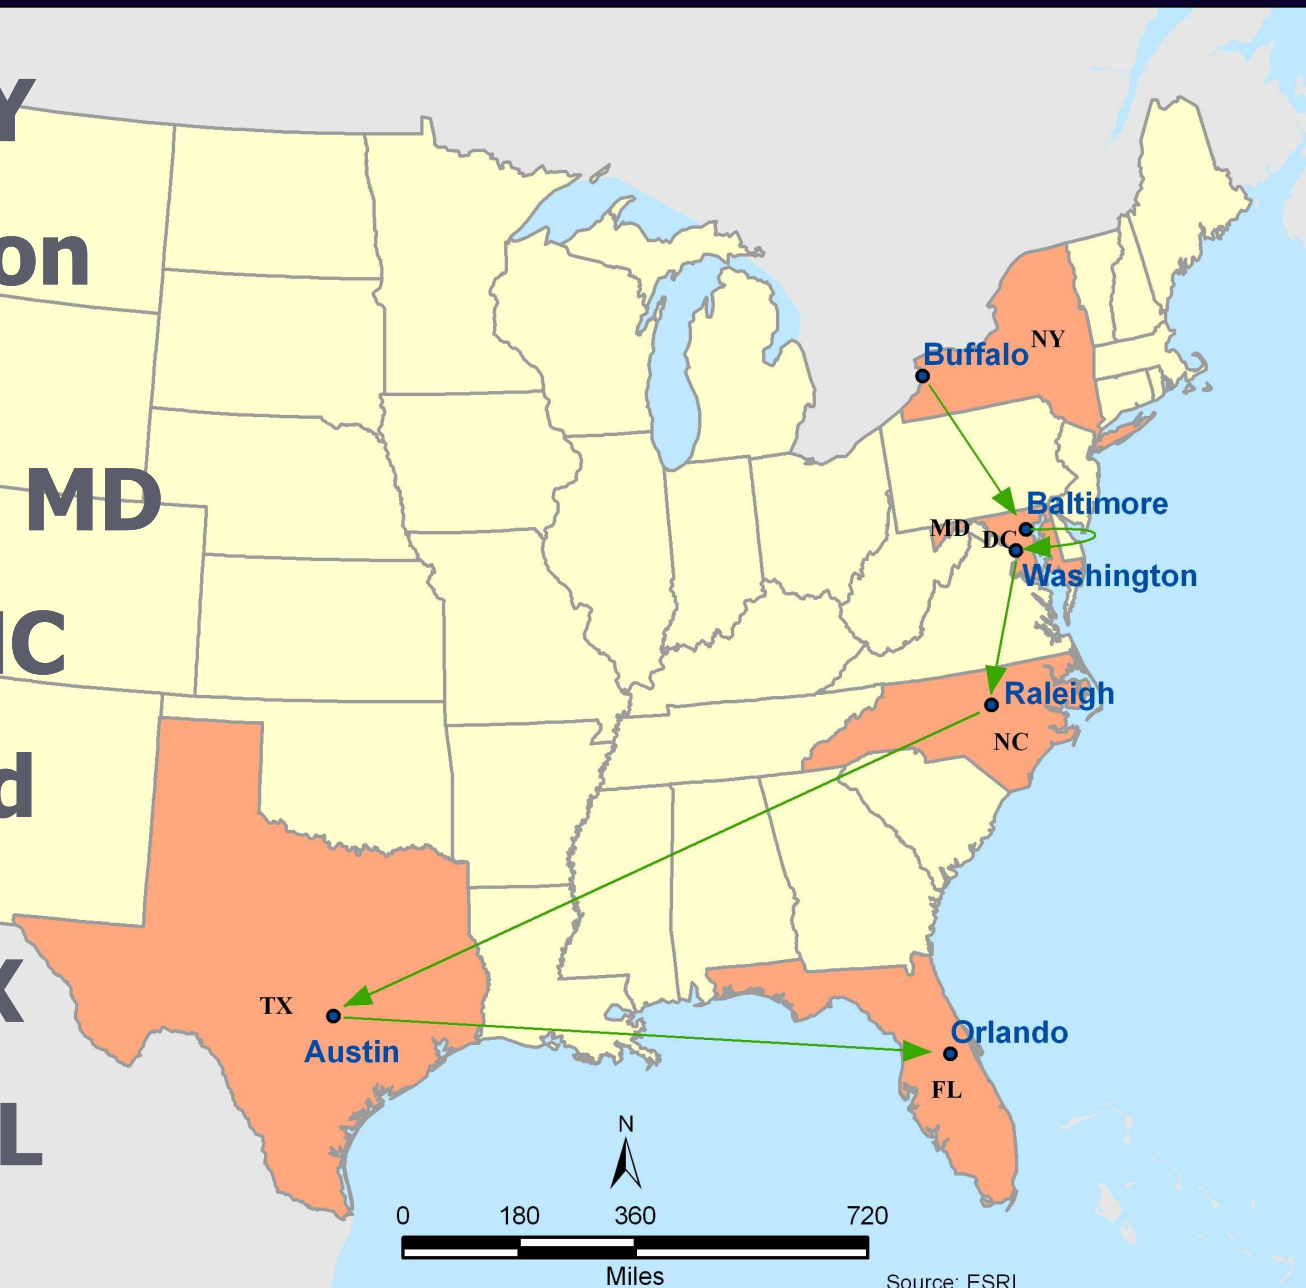 Y
on
MD
NC
d
X
L
NY
Buffalo
Baltimore
MD
DC
Washington
Raleigh
NC
TX
Austin
Orlando
FL
N
0 180 360 720
Miles
Source: ESRI